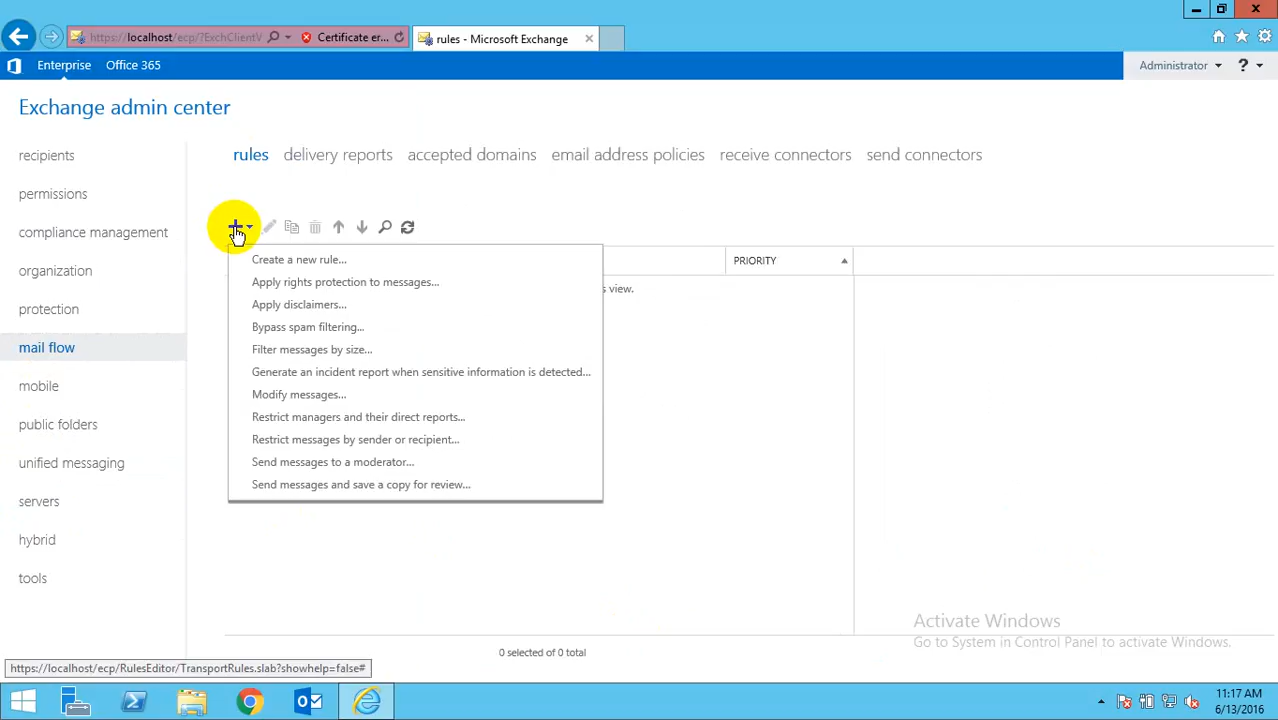 https://localhost/ecp/?ExchClientV
Certificate er...
rules - Microsoft Exchange
Enterprise
Office 365
Administrator
?
Exchange admin center
recipients
permissions
compliance management
organization
protection
mail flow
mobile
public folders
unified messaging
servers
hybrid
tools
rules
delivery reports
accepted domains
email address policies
receive connectors
send connectors
PRIORITY
s view.
Create a new rule...
Apply rights protection to messages...
Apply disclaimers...
Bypass spam filtering...
Filter messages by size...
Generate an incident report when sensitive information is detected...
Modify messages...
Restrict managers and their direct reports...
Restrict messages by sender or recipient...
Send messages to a moderator...
Send messages and save a copy for review...
0 selected of 0 total
Activate Windows
Go to System in Control Panel to activate Windows.
https://localhost/ecp/RulesEditor/TransportRules.slab?showhelp=false#
11:17 AM
6/13/2016